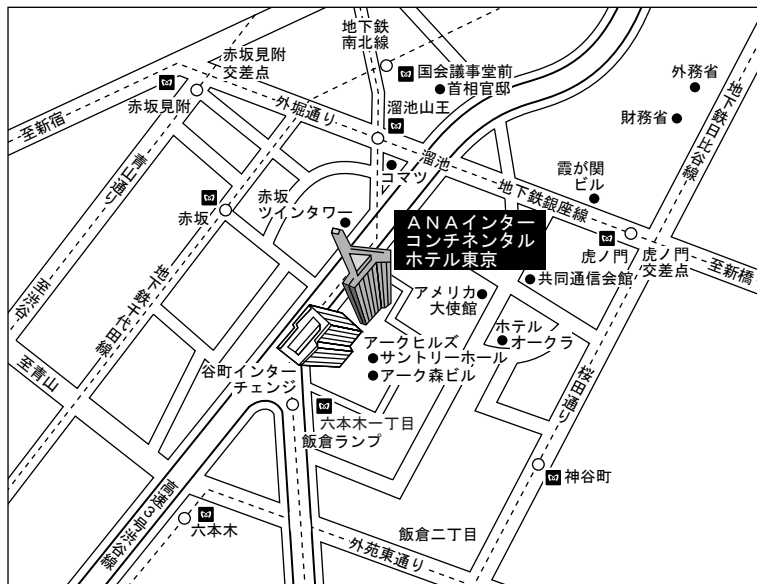 地下鉄
南北線
赤坂見附
交差点
国会議事堂前
首相官邸
外務省
赤坂見附
外堀通り
溜池山王
財務省
地下鉄日比谷線
至新宿
溜池
コマツ
青山通り
霞が関
ビル
赤坂
赤坂
ツインタワー
地下鉄銀座線
ANAインター
コンチネンタル
ホテル東京
虎ノ門
虎ノ門
交差点
至新橋
共同通信会館
地下鉄千代田線
至渋谷
アメリカ
大使館
ホテル
オークラ
アークヒルズ
サントリーホール
アーク森ビル
至青山
谷町インター
チェンジ
桜田通り
六本木一丁目
飯倉ランプ
神谷町
高速3号渋谷線
六本木
飯倉二丁目
外苑東通り